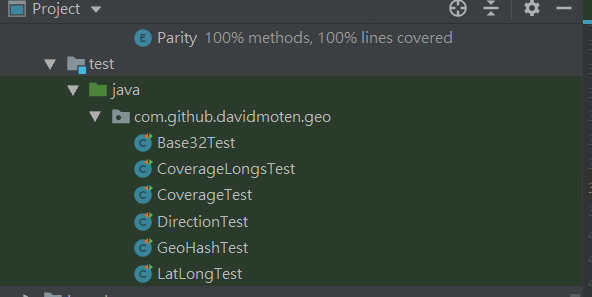 Project
Parity 100% methods, 100% lines covered
test
java
com.github.davidmoten.geo
Base32Test
CoverageLongsTest
CoverageTest
DirectionTest
GeoHashTest
LatLongTest